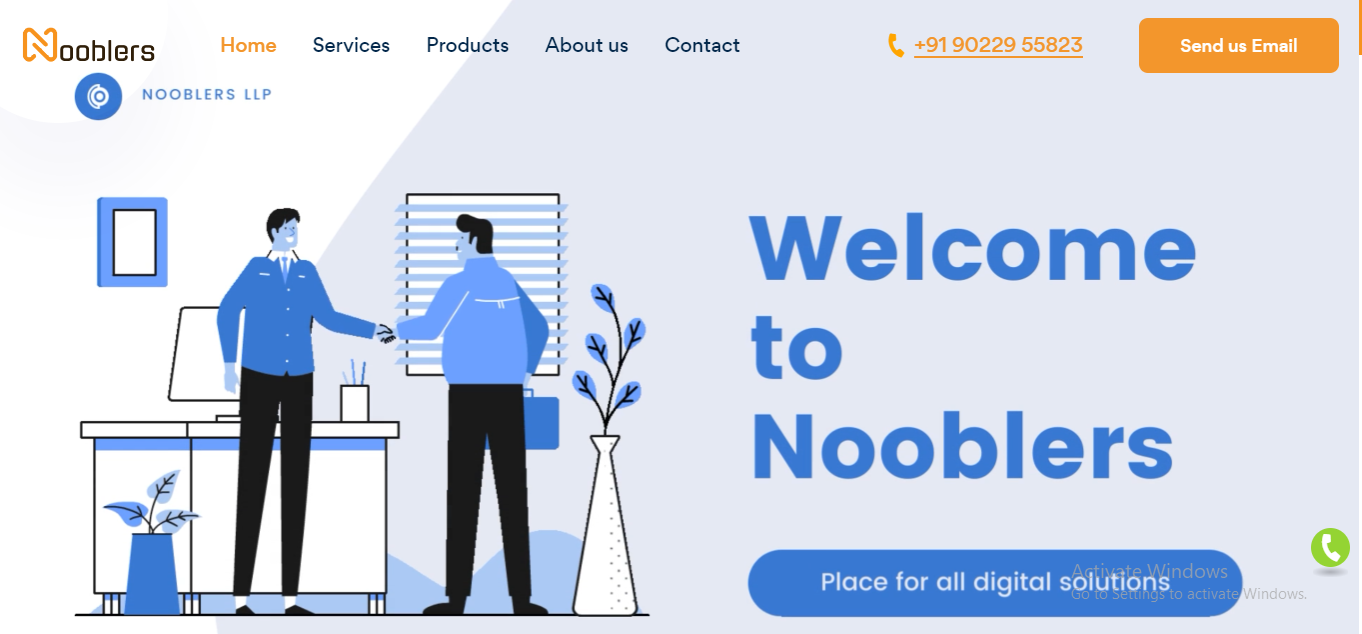 Nooblers
Home Services Products About us Contact
+91 90229 55823
Send us Email
NOOBLERS LLP
Welcome
to
Nooblers
Place for all digital solutions
Activate Windows
Go to Settings to activate Windows.